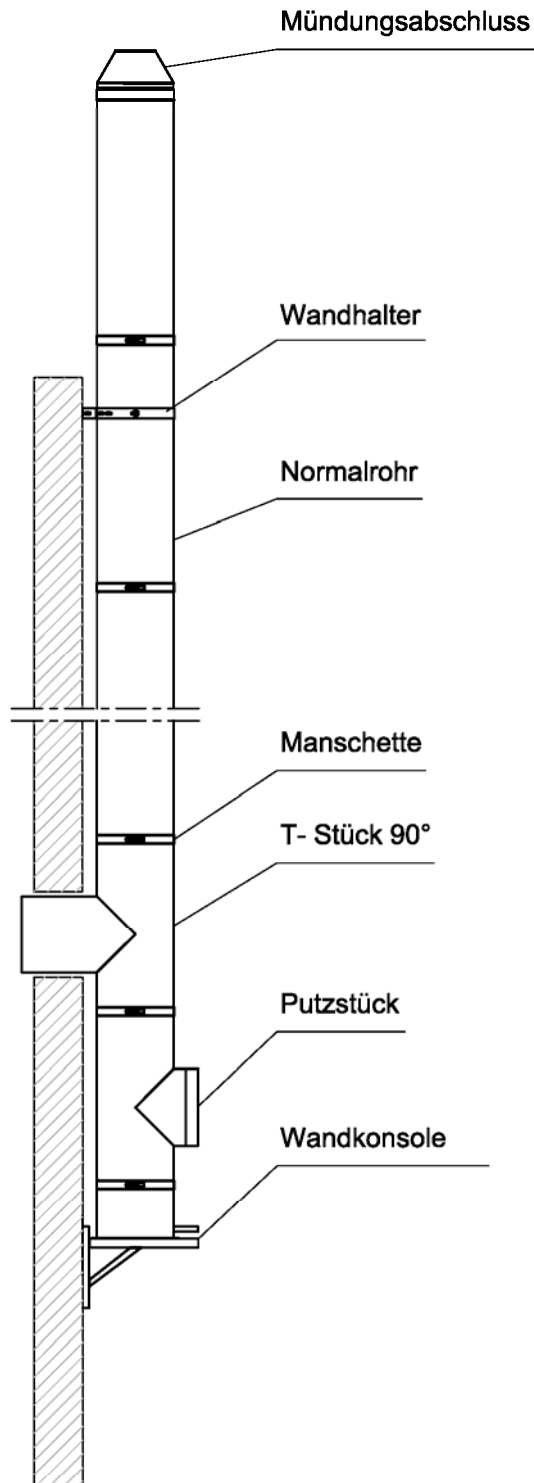 Mündungsabschluss
Wandhalter
Normalrohr
Manschette
T- Stück 90°
Putzstück
Wandkonsole